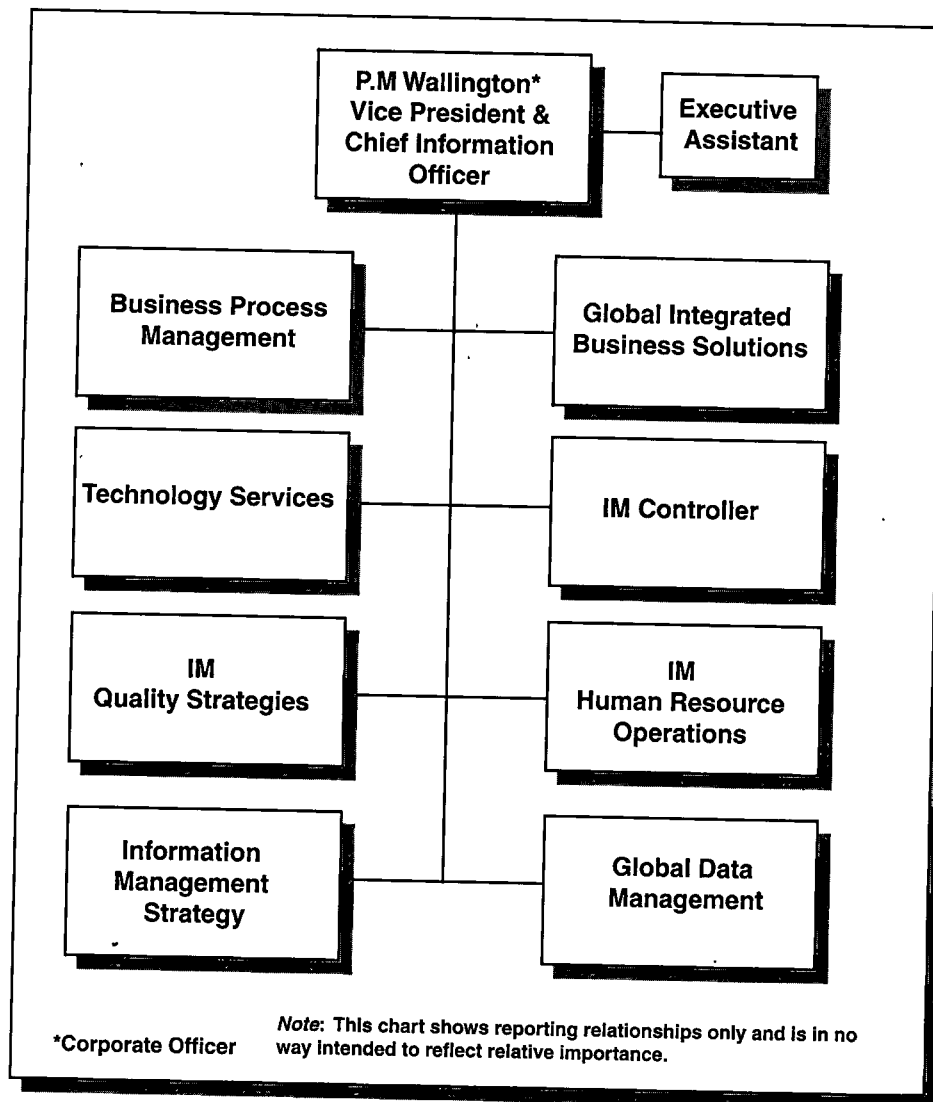 P.M Wallington*
Vice President &
Chief Information
Officer
Executive
Assistant
Business Process
Management
Global Integrated
Business Solutions
Technology Services
IM Controller
IM
Quality Strategies
IM
Human Resource
Operations
Information
Management
Strategy
Global Data
Management
*Corporate Officer
Note: This chart shows reporting relationships only and is in no
way intended to reflect relative importance.